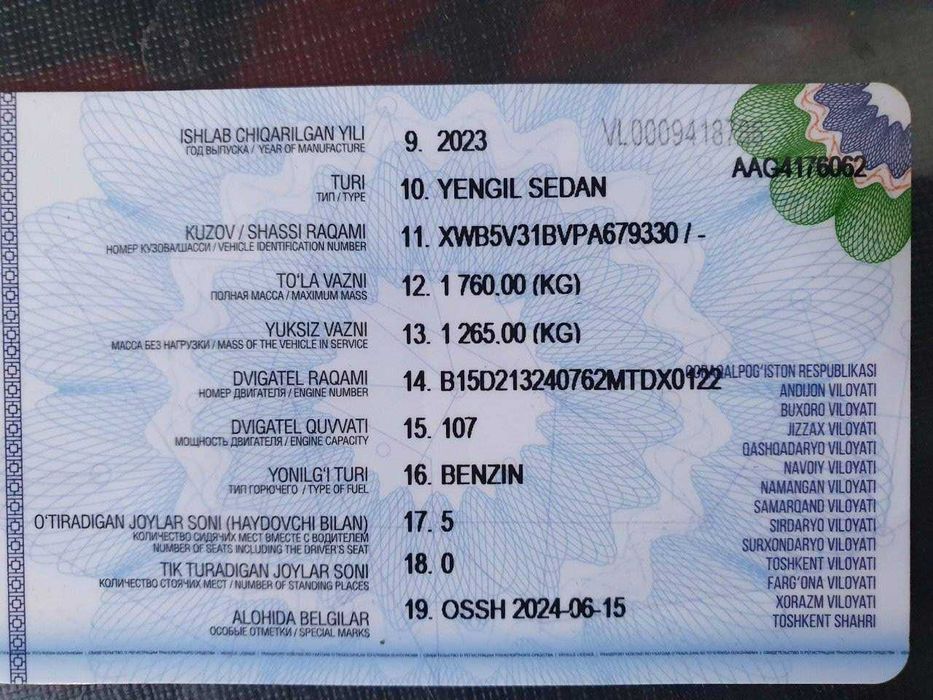 VL0009418
AAG4176062
ISHLAB CHIQARILGAN YILI 9. 2023
ГОД ВЫПУСКА / YEAR OF MANUFACTURE
TURI 10. YENGIL SEDAN
ТИП / TYPE
KUZOV / SHASSI RAQAMI 11. XWB5V31BVPA679330 / -
НОМЕР КУЗОВА/ШАССИ / VEHICLE IDENTIFICATION NUMBER
TO'LA VAZNI 12. 1 760.00 (KG)
ПОЛНАЯ МАССА / MAXIMUM MASS
YUKSIZ VAZNI 13. 1 265.00 (KG)
МАССА БЕЗ НАГРУЗКИ / MASS OF THE VEHICLE IN SERVICE
DVIGATEL RAQAMI 14. B15D213240762MTDX0122
НОМЕР ДВИГАТЕЛЯ / ENGINE NUMBER
DVIGATEL QUVVATI 15. 107
МОЩНОСТЬ ДВИГАТЕЛЯ / ENGINE CAPACITY
YONILG'I TURI 16. BENZIN
ТИП ГОРЮЧЕГО / TYPE OF FUEL
O'TIRADIGAN JOYLAR SONI (HAYDOVCHI BILAN) 17. 5
КОЛИЧЕСТВО СИДЯЧИХ МЕСТ ВМЕСТЕ С ВОДИТЕЛЕМ
NUMBER OF SEATS INCLUDING THE DRIVER'S SEAT
TIK TURADIGAN JOYLAR SONI 18. 0
КОЛИЧЕСТВО СТОЯЧИХ МЕСТ / NUMBER OF STANDING PLACES
ALOHIDA BELGILAR 19. OSSH 2024-06-15
ОСОБЫЕ ОТМЕТКИ / SPECIAL MARKS
QORAQALPOG'ISTON RESPUBLIKASI
ANDIJON VILOYATI
BUXORO VILOYATI
JIZZAX VILOYATI
QASHQADARYO VILOYATI
NAVOIY VILOYATI
NAMANGAN VILOYATI
SAMARQAND VILOYATI
SIRDARYO VILOYATI
SURXONDARYO VILOYATI
TOSHKENT VILOYATI
FARG'ONA VILOYATI
XORAZM VILOYATI
TOSHKENT SHAHRI